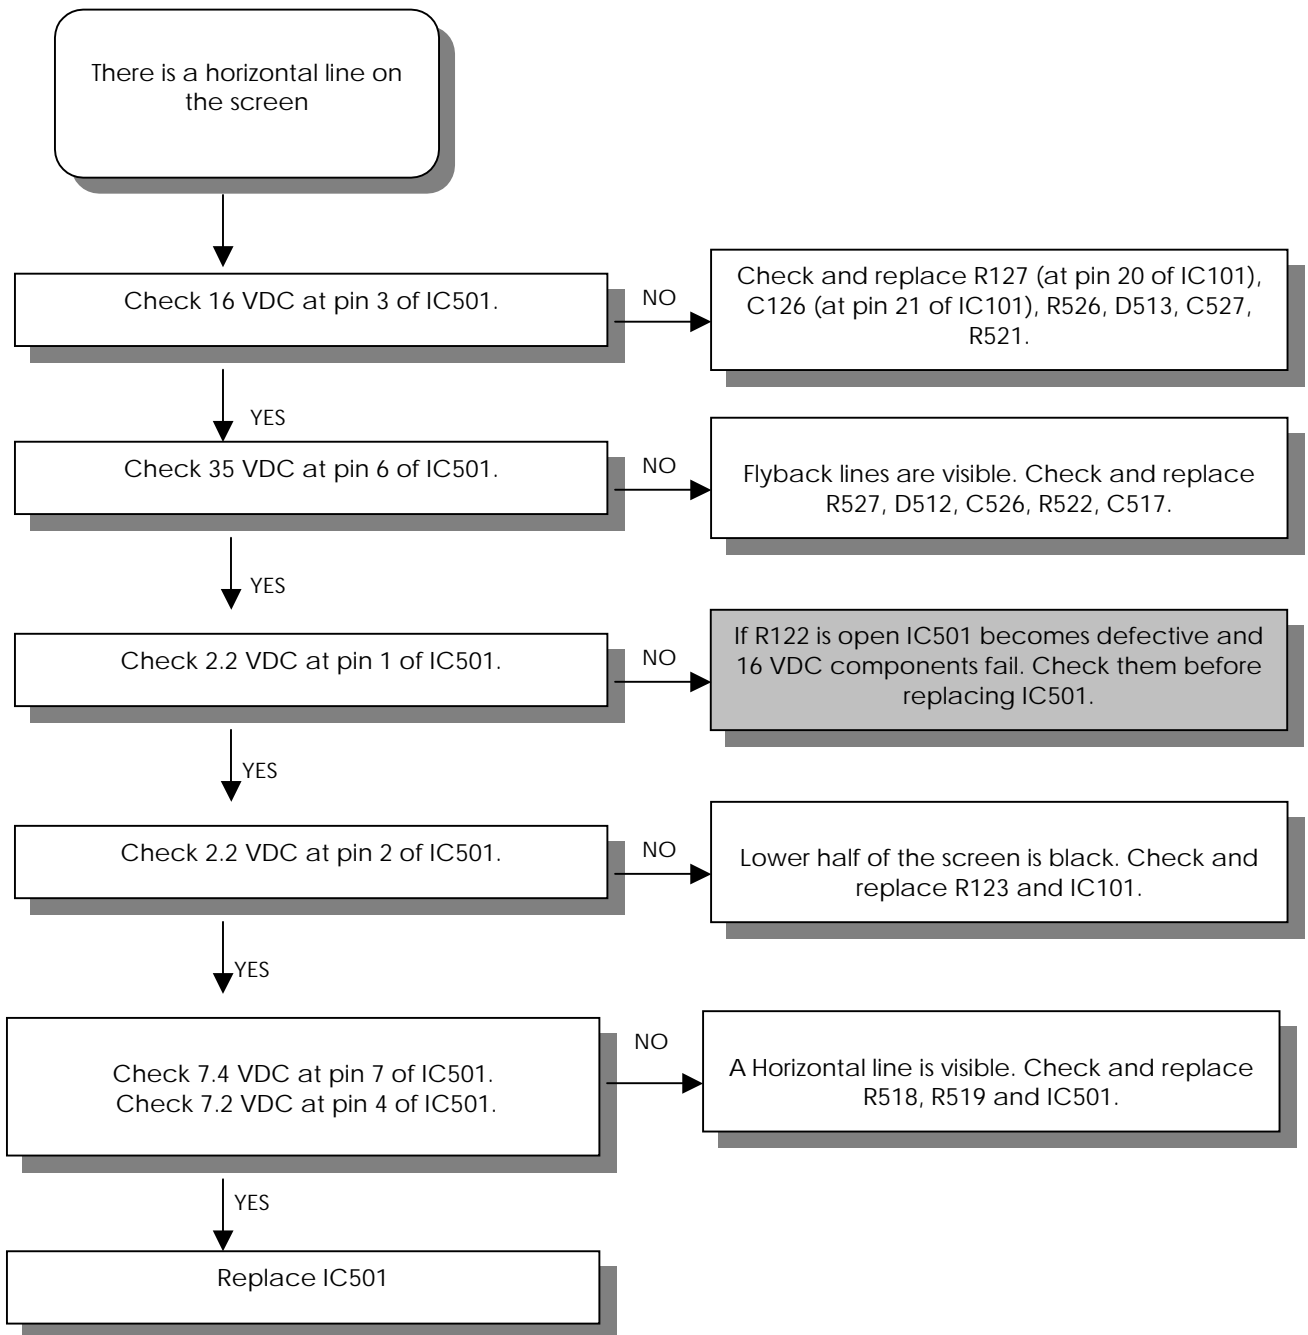 There is a horizontal line on
the screen
Check 16 VDC at pin 3 of IC501.
NO
Check and replace R127 (at pin 20 of IC101),
C126 (at pin 21 of IC101), R526, D513, C527,
R521.
YES
Check 35 VDC at pin 6 of IC501.
NO
Flyback lines are visible. Check and replace
R527, D512, C526, R522, C517.
YES
Check 2.2 VDC at pin 1 of IC501.
NO
If R122 is open IC501 becomes defective and
16 VDC components fail. Check them before
replacing IC501.
YES
Check 2.2 VDC at pin 2 of IC501.
NO
Lower half of the screen is black. Check and
replace R123 and IC101.
YES
Check 7.4 VDC at pin 7 of IC501.
Check 7.2 VDC at pin 4 of IC501.
NO
A Horizontal line is visible. Check and replace
R518, R519 and IC501.
YES
Replace IC501